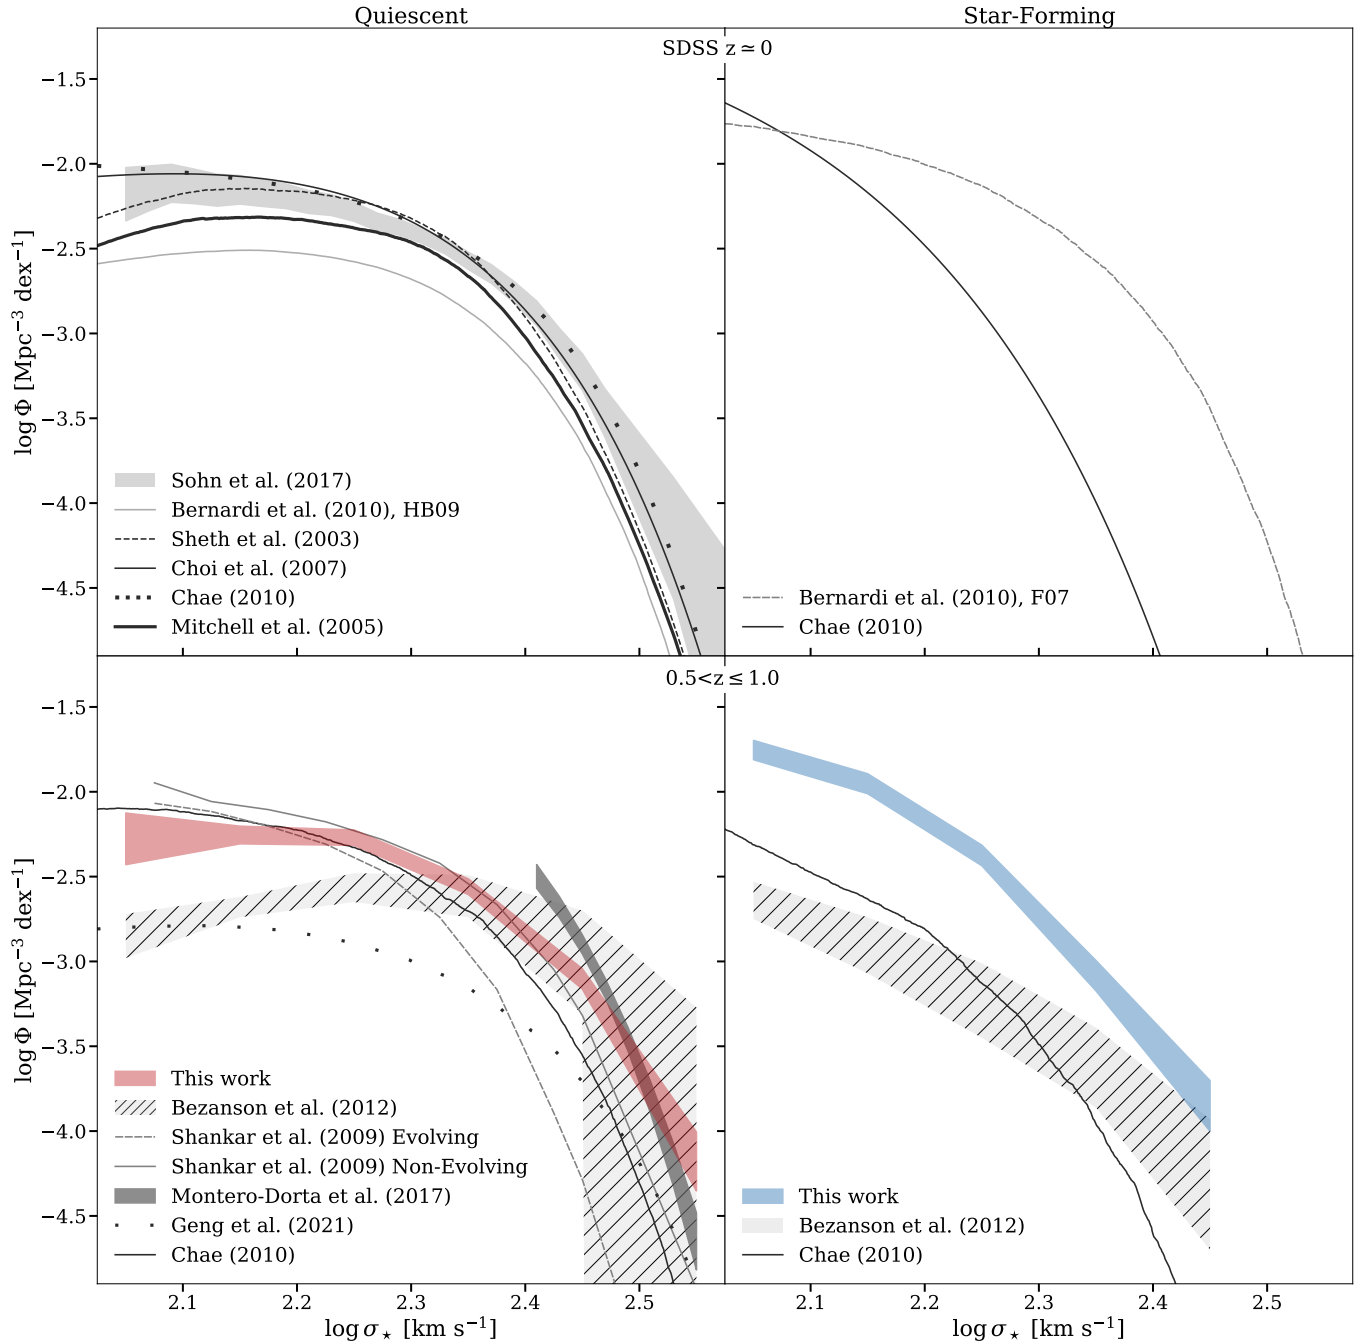 Quiescent
Star-Forming
SDSS z ≃ 0
−1.5
−2.0
−2.5
−3.0
−3.5
−4.0
−4.5
log Φ [Mpc⁻³ dex⁻¹]
Sohn et al. (2017)
Bernardi et al. (2010), HB09
Sheth et al. (2003)
Choi et al. (2007)
Chae (2010)
Mitchell et al. (2005)
Bernardi et al. (2010), F07
Chae (2010)
0.5<z ≤ 1.0
−1.5
−2.0
−2.5
−3.0
−3.5
−4.0
−4.5
log Φ [Mpc⁻³ dex⁻¹]
This work
Bezanson et al. (2012)
Shankar et al. (2009) Evolving
Shankar et al. (2009) Non-Evolving
Montero-Dorta et al. (2017)
Geng et al. (2021)
Chae (2010)
This work
Bezanson et al. (2012)
Chae (2010)
2.1 2.2 2.3 2.4 2.5
2.1 2.2 2.3 2.4 2.5
log σ⋆ [km s⁻¹]
log σ⋆ [km s⁻¹]